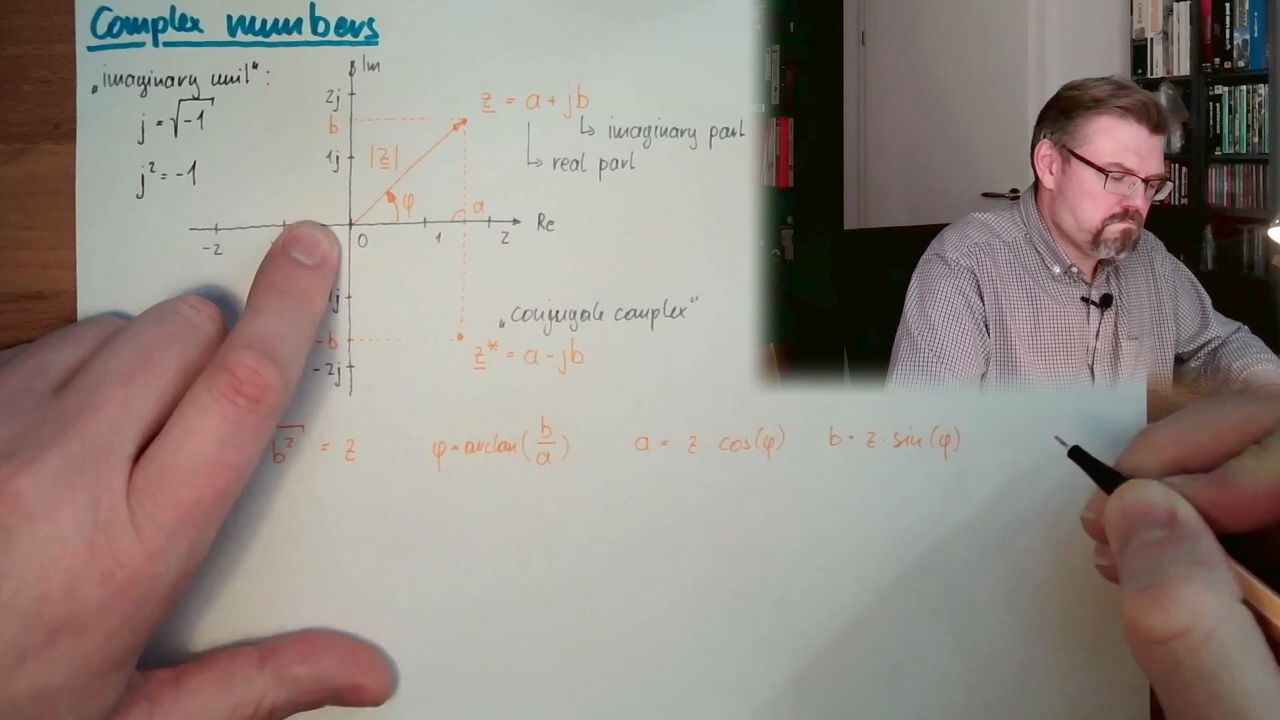 Complex numbers
„imaginary unit“:
j = √-1
j² = -1
Im
2j
b
1j
|z|
φ
a
-2
0
1
2
Re
z = a + jb
imaginary part
real part
j
-b
-2j
„conjugate complex“
z* = a - jb
b² = z
φ = arctan(b/a)
a = z cos(φ)
b = z · sin(φ)